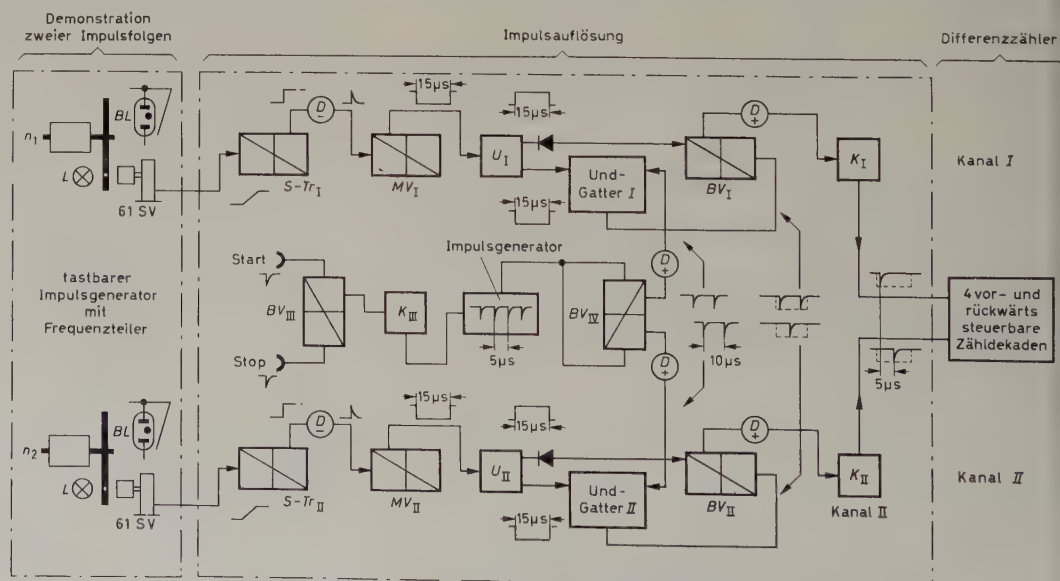 Demonstration
zweier Impulsfolgen
Impulsauflösung
Differenzzähler
BL
n1
L
61 SV
S-TrI
D
−
15µs
MVI
15µs
UI
Und-
Gatter I
15µs
BVI
D
+
KI
Kanal I
tastbarer
Impulsgenerator
mit
Frequenzteiler
Start
BVIII
Stop
KIII
Impulsgenerator
5µs
BVIV
D
+
D
+
10µs
5µs
4 vor- und
rückwärts
steuerbare
Zähldekaden
BL
n2
L
61 SV
S-TrII
D
−
15µs
MVII
15µs
UII
Und-
Gatter II
15µs
BVII
D
+
KII
Kanal II
Kanal II